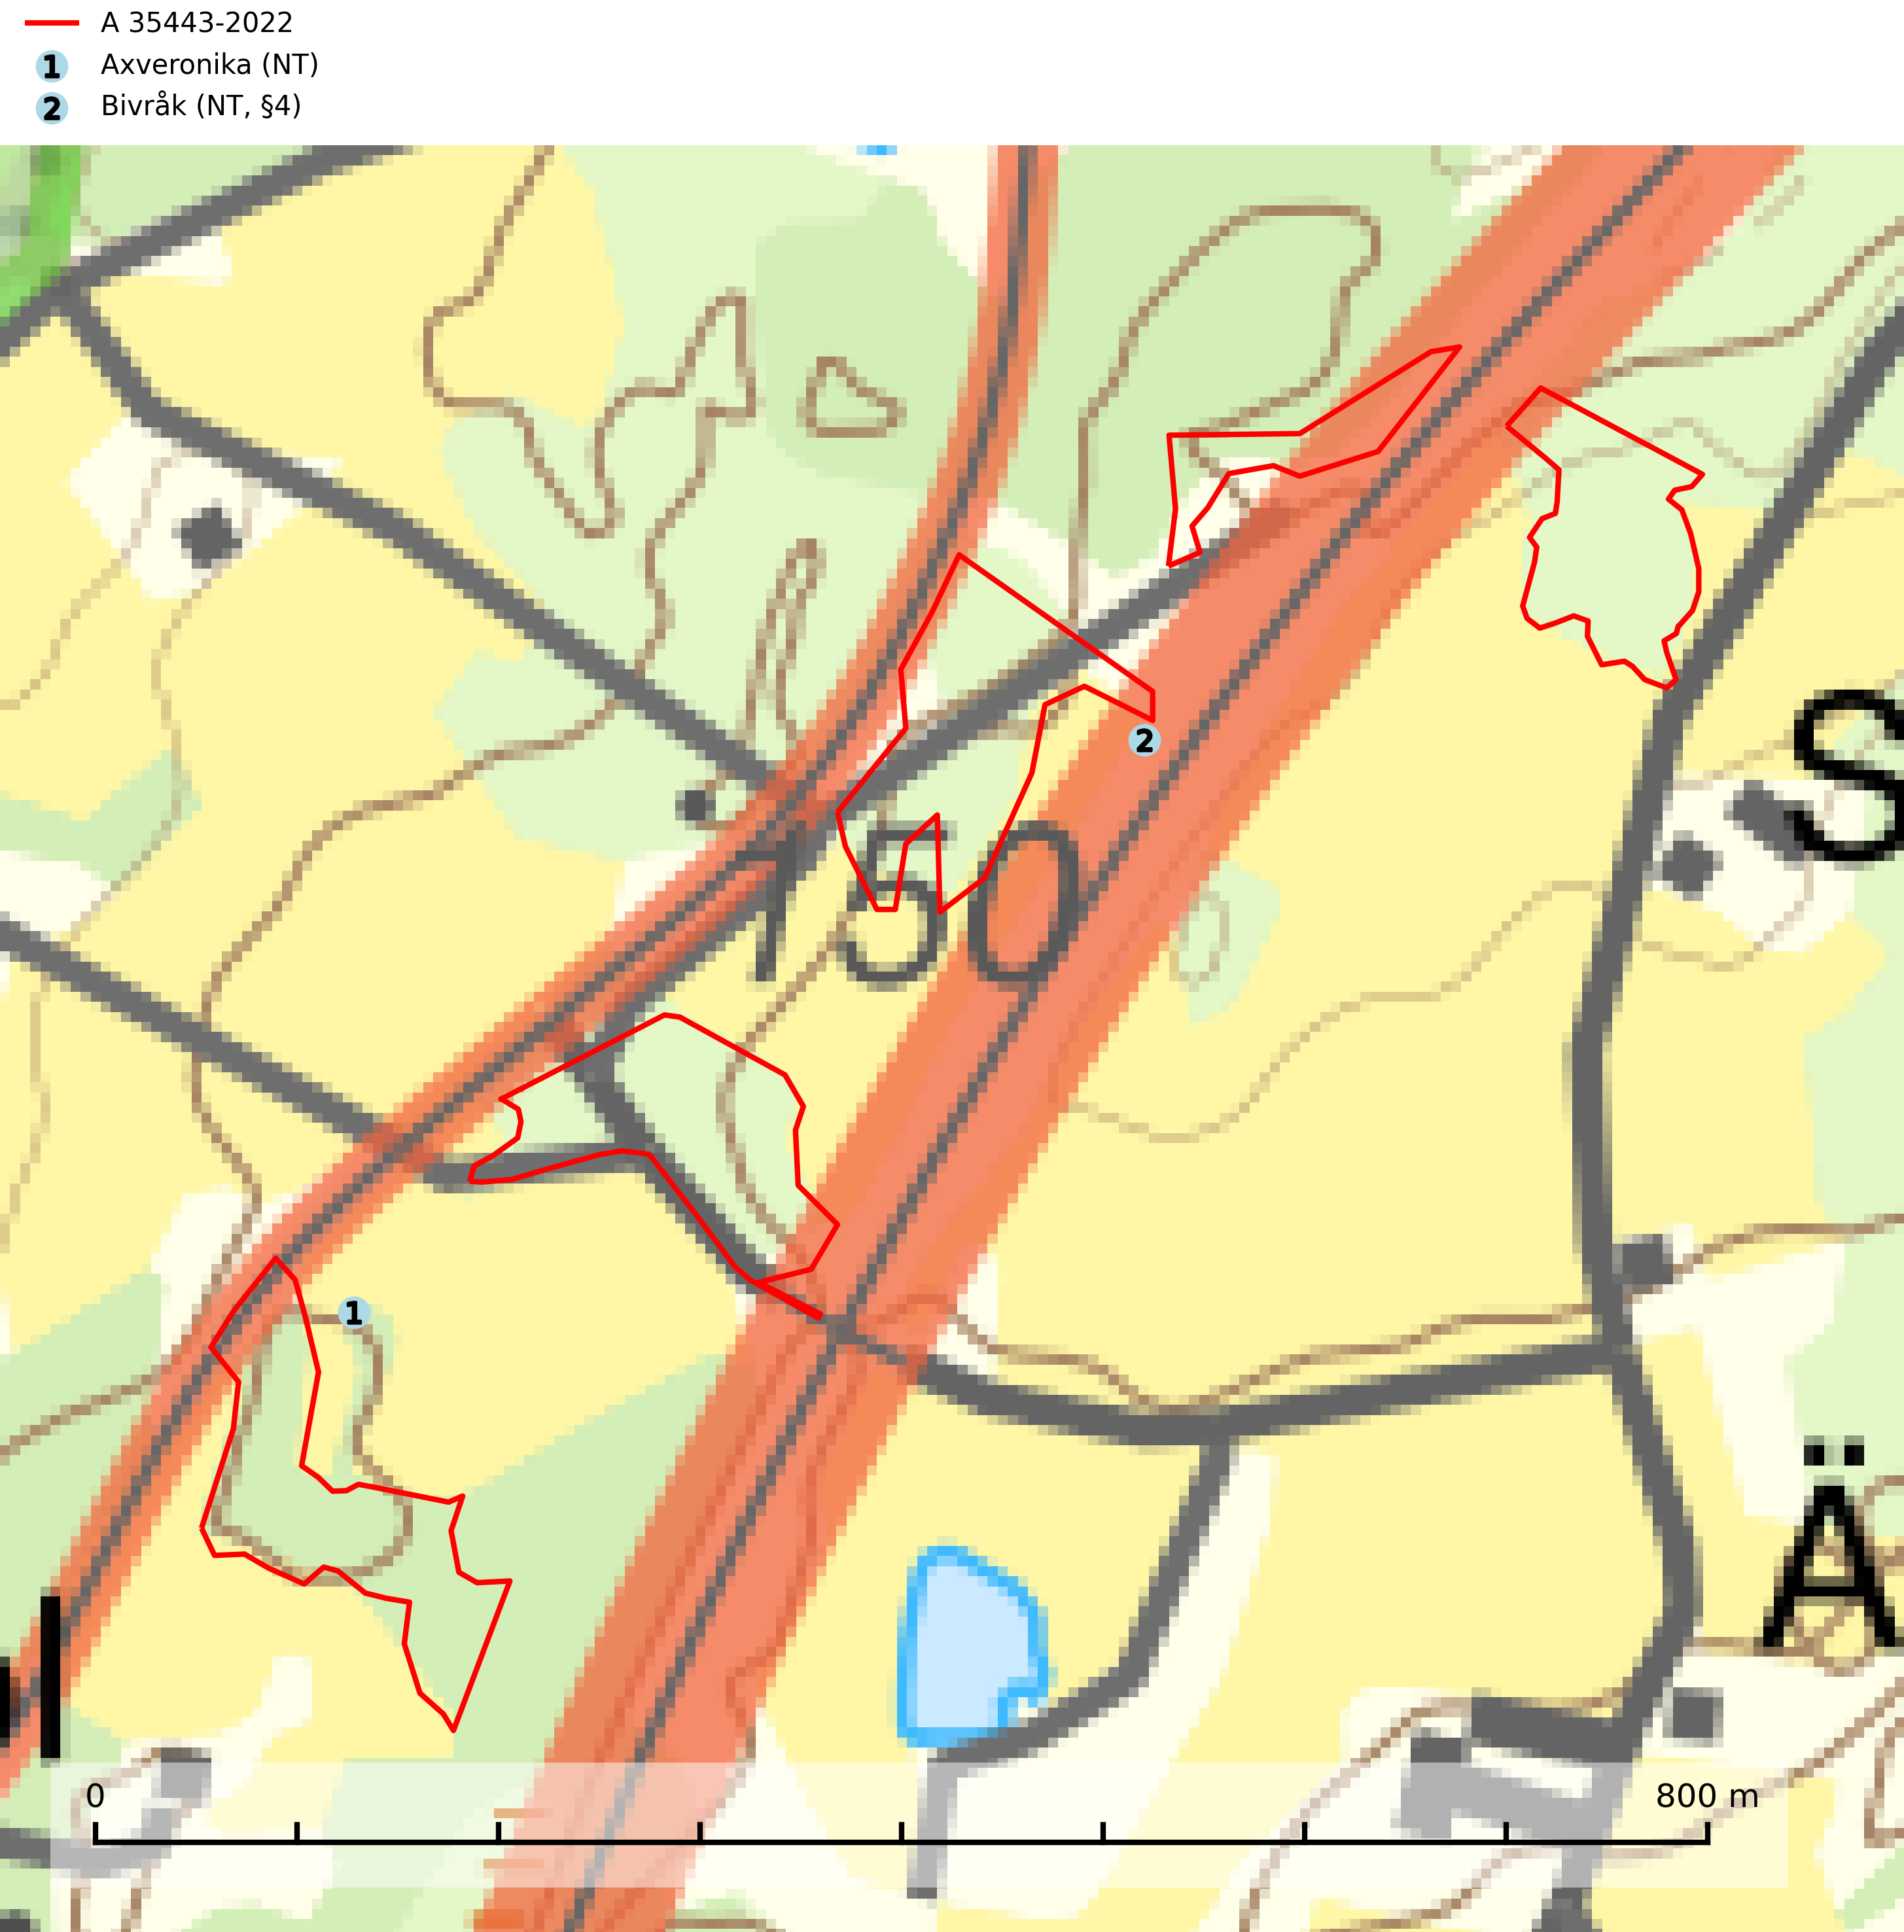 A 35443-2022
1 Axveronika (NT)
2 Bivråk (NT, §4)
2
150
S
1
Ä
l
0 800 m